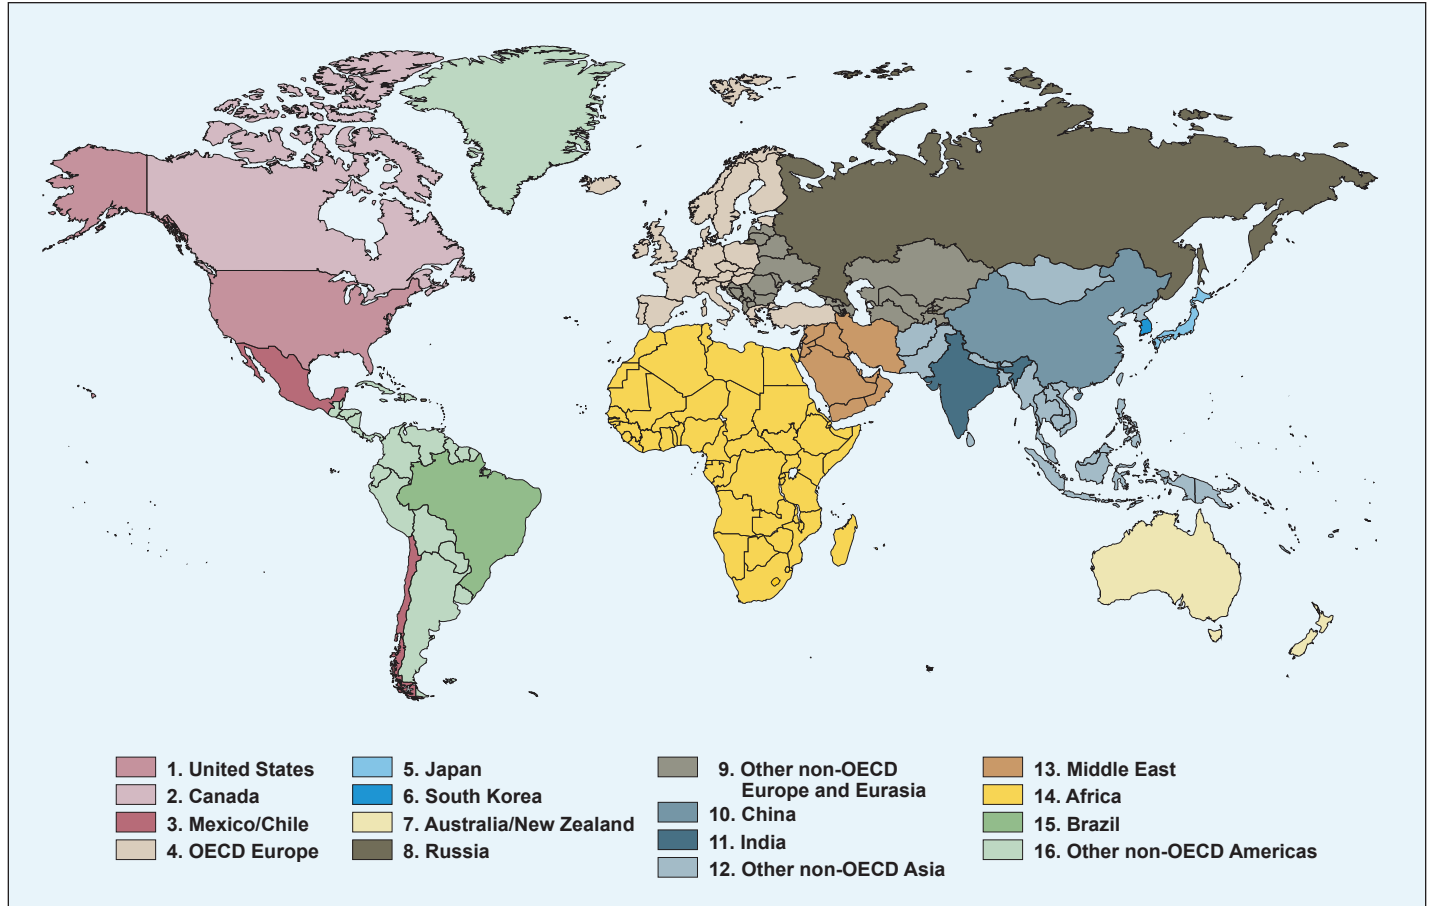 1. United States
2. Canada
3. Mexico/Chile
4. OECD Europe
5. Japan
6. South Korea
7. Australia/New Zealand
8. Russia
9. Other non-OECD
Europe and Eurasia
10. China
11. India
12. Other non-OECD Asia
13. Middle East
14. Africa
15. Brazil
16. Other non-OECD Americas